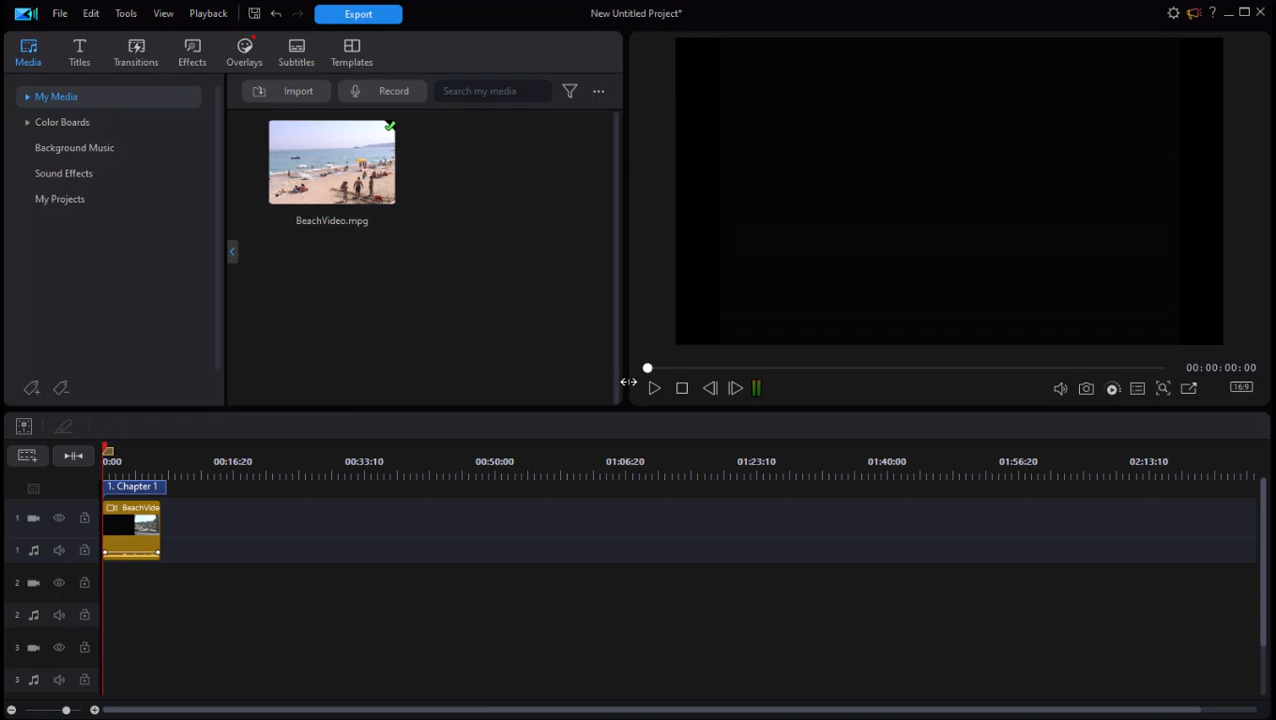 File Edit Tools View Playback Export New Untitled Project* ?
Media Titles Transitions Effects Overlays Subtitles Templates
My Media
Import Record Search my media ...
Color Boards
Background Music
Sound Effects
My Projects
BeachVideo.mpg
00:00:00:00
16:9
0:00 00:16:20 00:33:10 00:50:00 01:06:20 01:23:10 01:40:00 01:56:20 02:13:10
1. Chapter 1
BeachVide
1
1
2
2
3
3